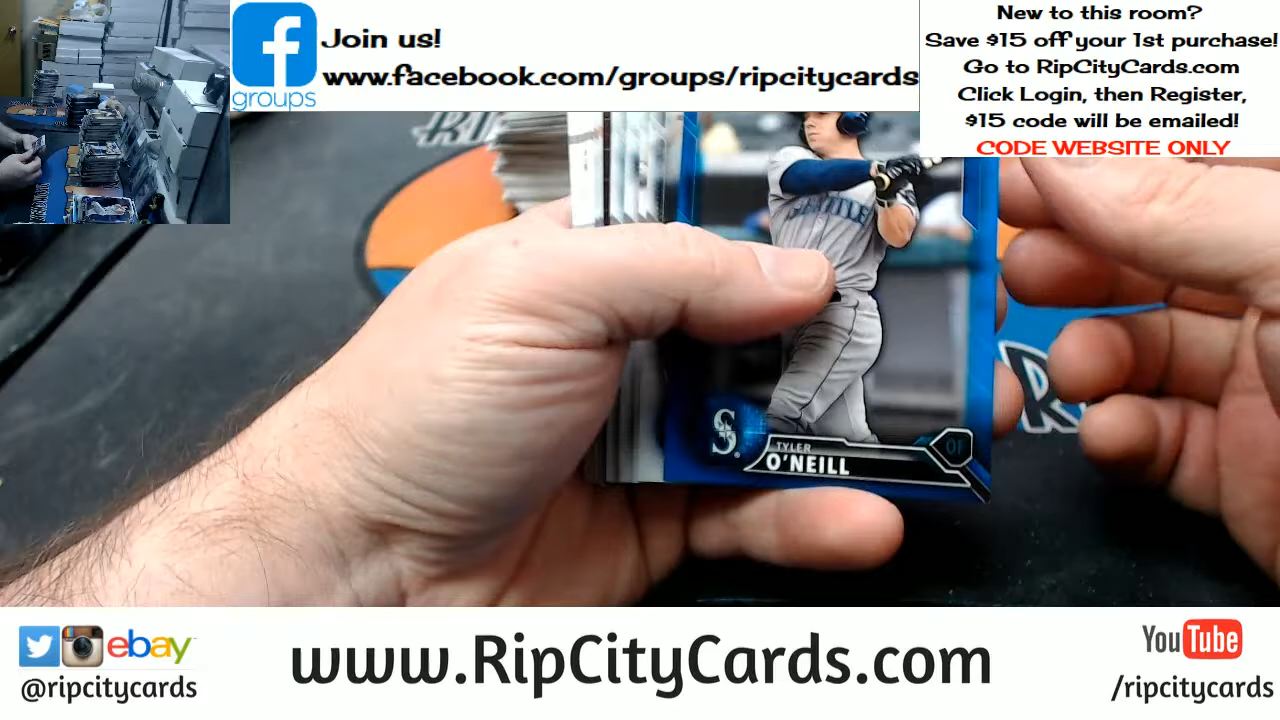 Join us!
www.facebook.com/groups/ripcitycards
groups
New to this room?
Save $15 off your 1st purchase!
Go to RipCityCards.com
Click Login, then Register,
$15 code will be emailed!
CODE WEBSITE ONLY
SEATTLE
S
TYLER
O'NEILL
OF
ebay
@ripcitycards
www.RipCityCards.com
YouTube
/ripcitycards